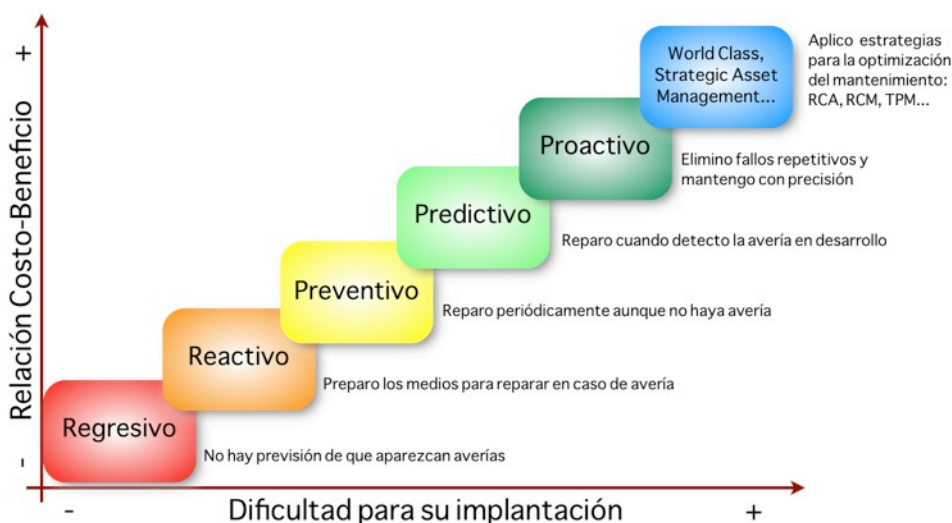 +
World Class,
Strategic Asset
Management...
Aplico estrategias
para la optimización
del mantenimiento:
RCA, RCM, TPM...
Proactivo
Elimino fallos repetitivos y
mantengo con precisión
Predictivo
Reparo cuando detecto la avería en desarrollo
Preventivo
Reparo periódicamente aunque no haya avería
Reactivo
Preparo los medios para reparar en caso de avería
Regresivo
No hay previsión de que aparezcan averías
Relación Costo-Beneficio
-
-
Dificultad para su implantación
+